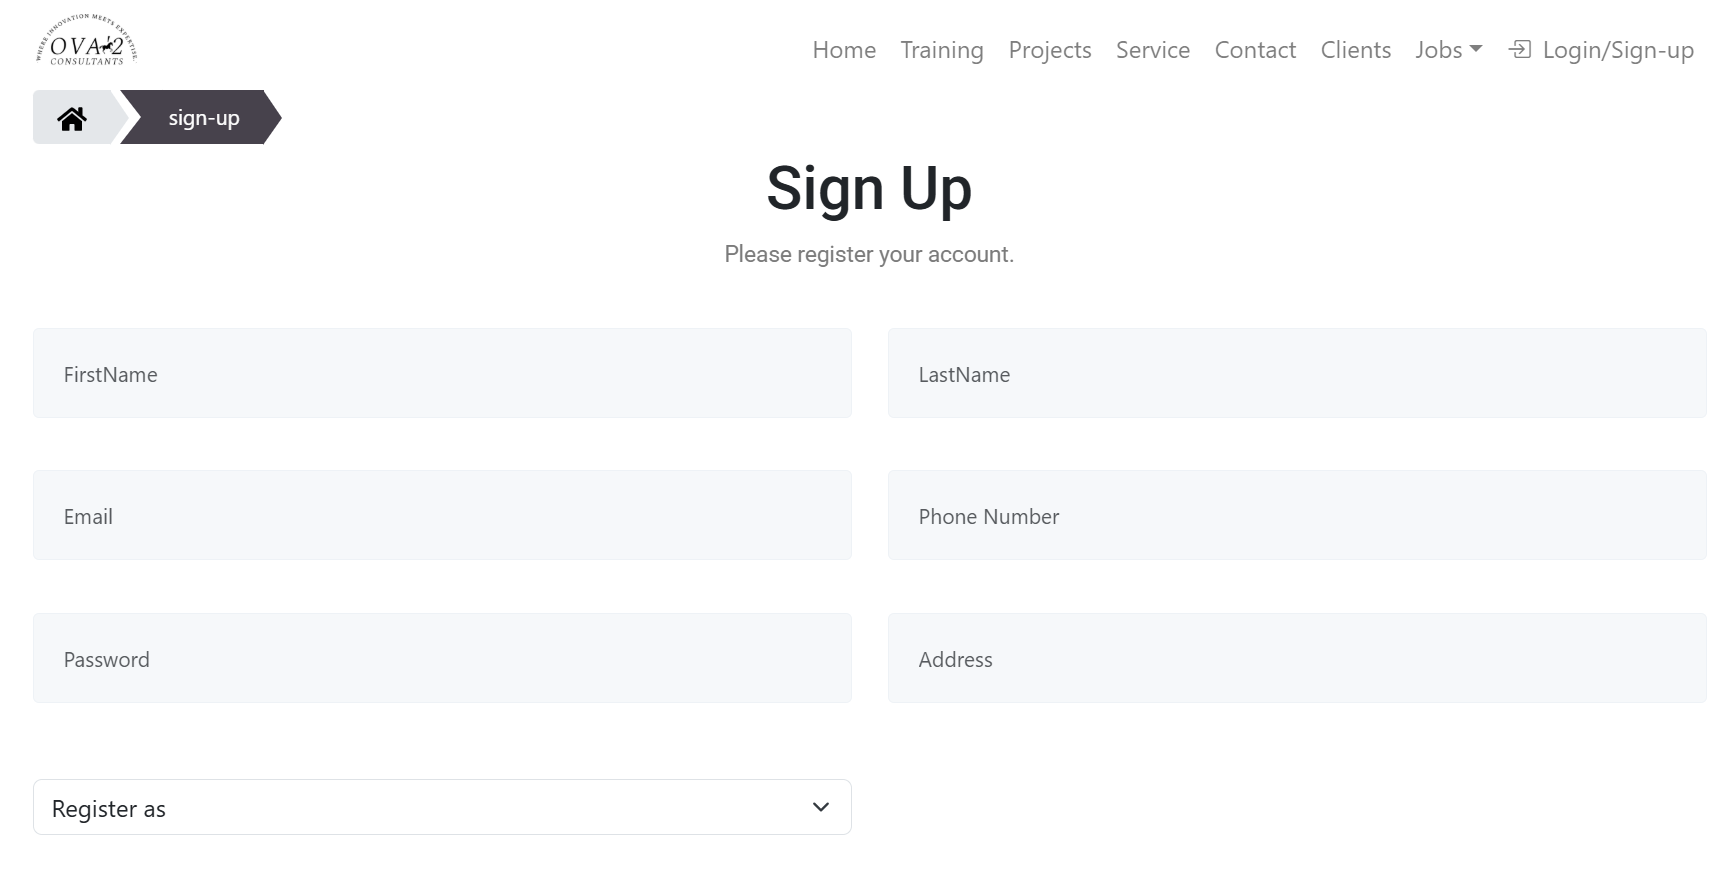 WHERE INNOVATION MEETS EXPERTISE.
OVA 2
CONSULTANTS
Home Training Projects Service Contact Clients Jobs Login/Sign-up
sign-up
Sign Up
Please register your account.
FirstName LastName
Email Phone Number
Password Address
Register as